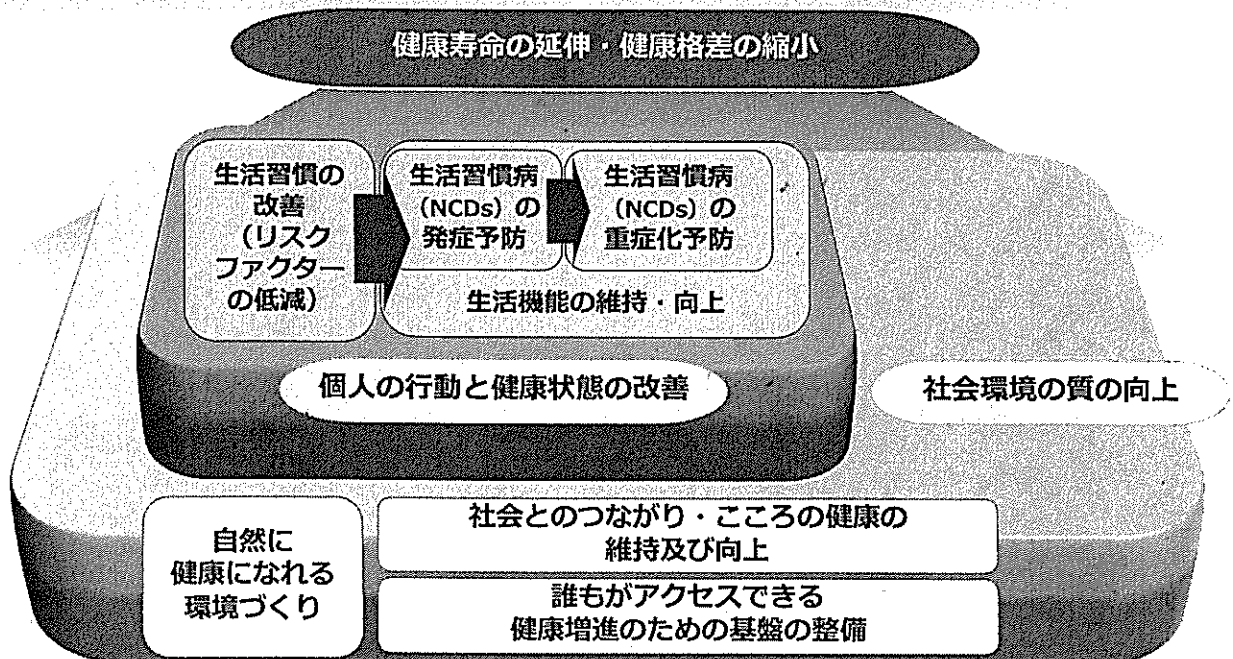 健康寿命の延伸・健康格差の縮小
生活習慣の
改善
（リスク
ファクター
の低減）
生活習慣病
（NCDs）の
発症予防
生活習慣病
（NCDs）の
重症化予防
生活機能の維持・向上
個人の行動と健康状態の改善
社会環境の質の向上
自然に
健康になれる
環境づくり
社会とのつながり・こころの健康の
維持及び向上
誰もがアクセスできる
健康増進のための基盤の整備